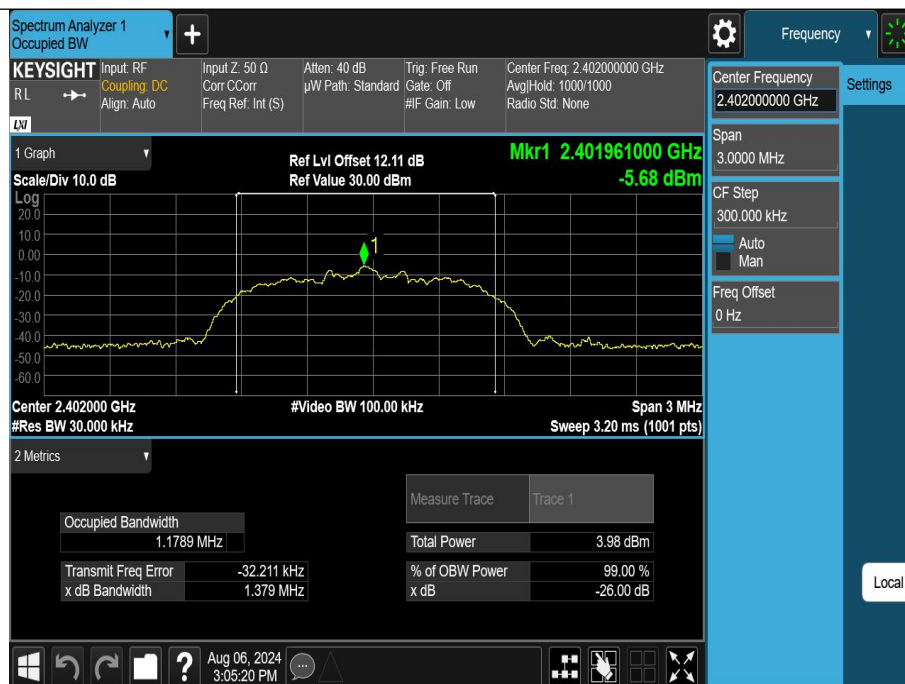 Spectrum Analyzer 1
Occupied BW
Frequency
KEYSIGHT
RL
LXI
Input: RF
Coupling: DC
Align: Auto
Input Z: 50 Ω
Corr CCorr
Freq Ref: Int (S)
Atten: 40 dB
µW Path: Standard
Trig: Free Run
Gate: Off
#IF Gain: Low
Center Freq: 2.402000000 GHz
Avg|Hold: 1000/1000
Radio Std: None
Center Frequency
2.402000000 GHz
Settings
Span
3.0000 MHz
CF Step
300.000 kHz
Auto
Man
Freq Offset
0 Hz
Local
1 Graph
Scale/Div 10.0 dB
Ref Lvl Offset 12.11 dB
Ref Value 30.00 dBm
Mkr1 2.401961000 GHz
-5.68 dBm
Log
20.0
10.0
0.00
-10.0
-20.0
-30.0
-40.0
-50.0
-60.0
1
Center 2.402000 GHz
#Res BW 30.000 kHz
#Video BW 100.00 kHz
Span 3 MHz
Sweep 3.20 ms (1001 pts)
2 Metrics
Measure Trace Trace 1
Occupied Bandwidth
1.1789 MHz
Total Power 3.98 dBm
Transmit Freq Error -32.211 kHz
% of OBW Power 99.00 %
x dB Bandwidth 1.379 MHz
x dB -26.00 dB
?
Aug 06, 2024
3:05:20 PM